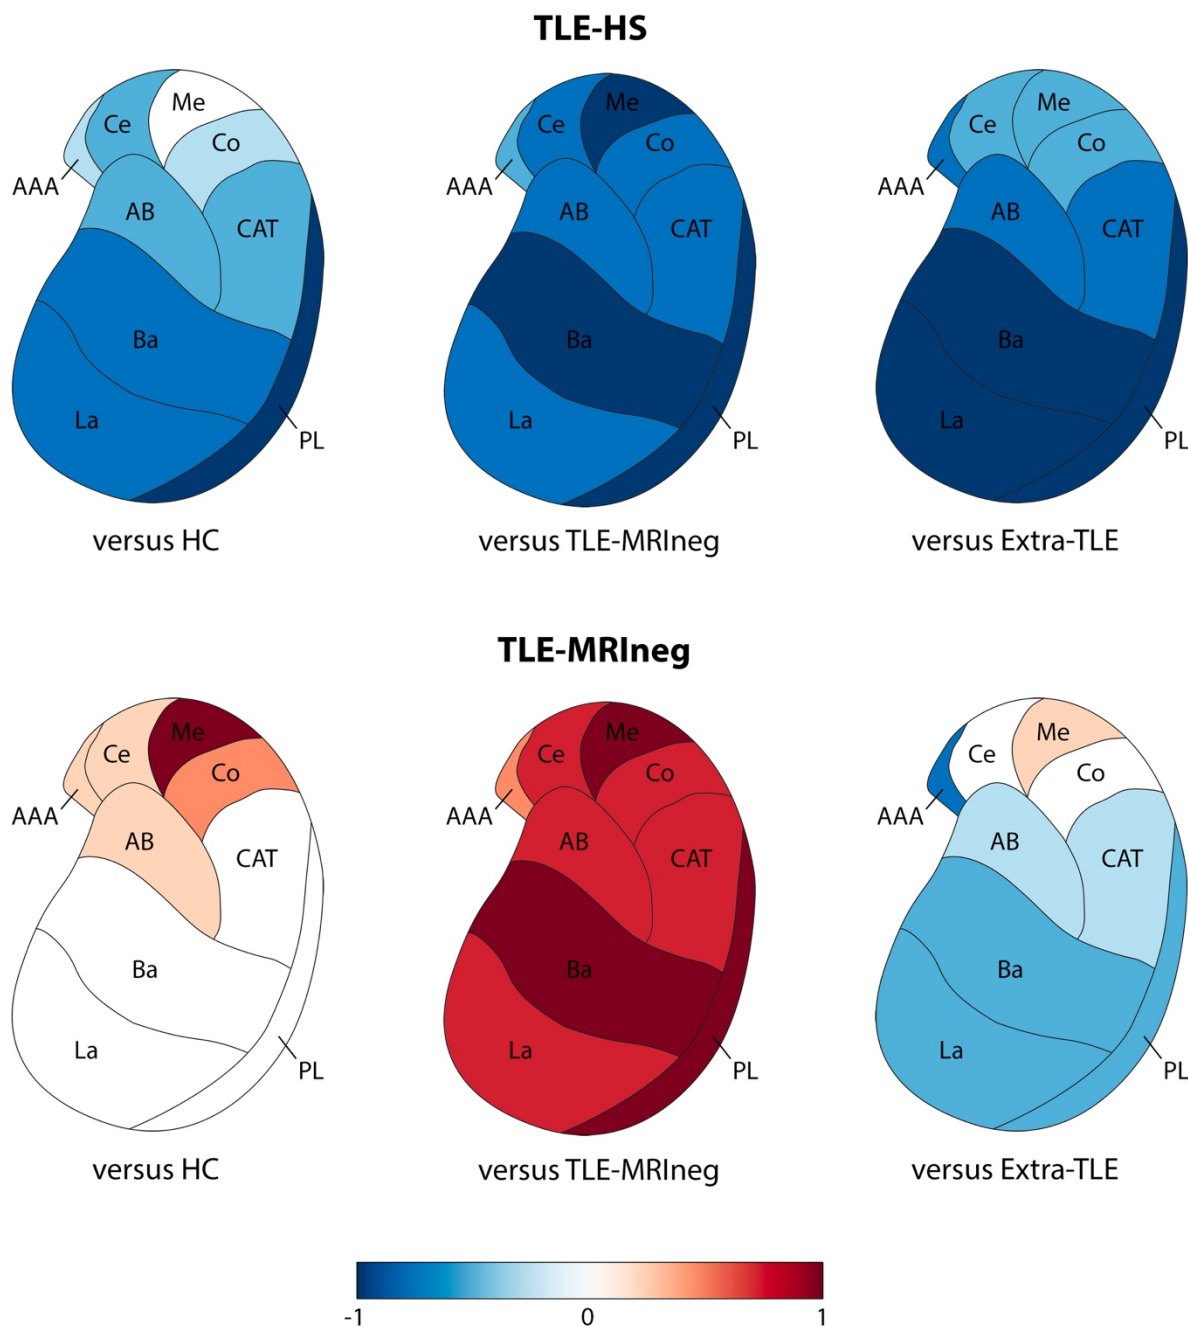 TLE-HS
Me
Ce
Co
AAA
AB
CAT
Ba
La
PL
versus HC
Me
Ce
Co
AAA
AB
CAT
Ba
La
PL
versus TLE-MRIneg
Me
Ce
Co
AAA
AB
CAT
Ba
La
PL
versus Extra-TLE
TLE-MRIneg
Me
Ce
Co
AAA
AB
CAT
Ba
La
PL
versus HC
Me
Ce
Co
AAA
AB
CAT
Ba
La
PL
versus TLE-MRIneg
Me
Ce
Co
AAA
AB
CAT
Ba
La
PL
versus Extra-TLE
-1 0 1